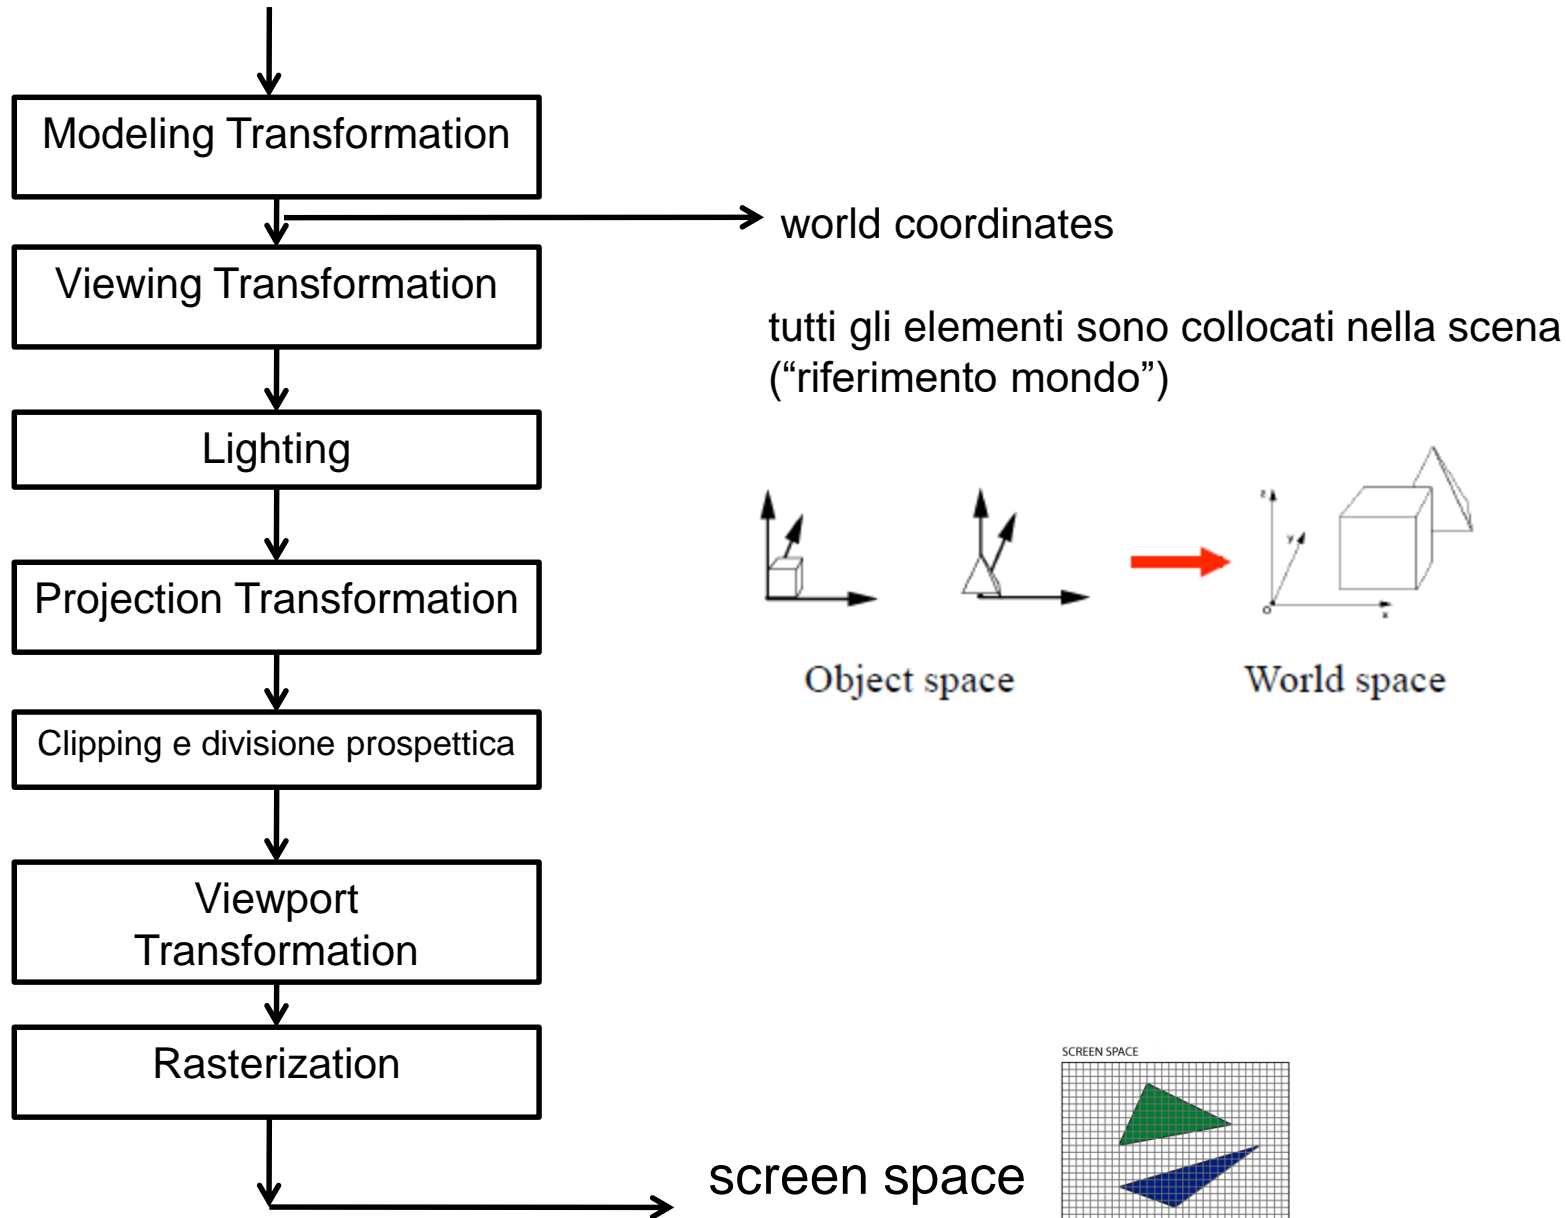 Modeling Transformation
world coordinates
Viewing Transformation
tutti gli elementi sono collocati nella scena
(“riferimento mondo”)
Lighting
z
y
O
x
Projection Transformation
Object space
World space
Clipping e divisione prospettica
Viewport
Transformation
Rasterization
SCREEN SPACE
screen space